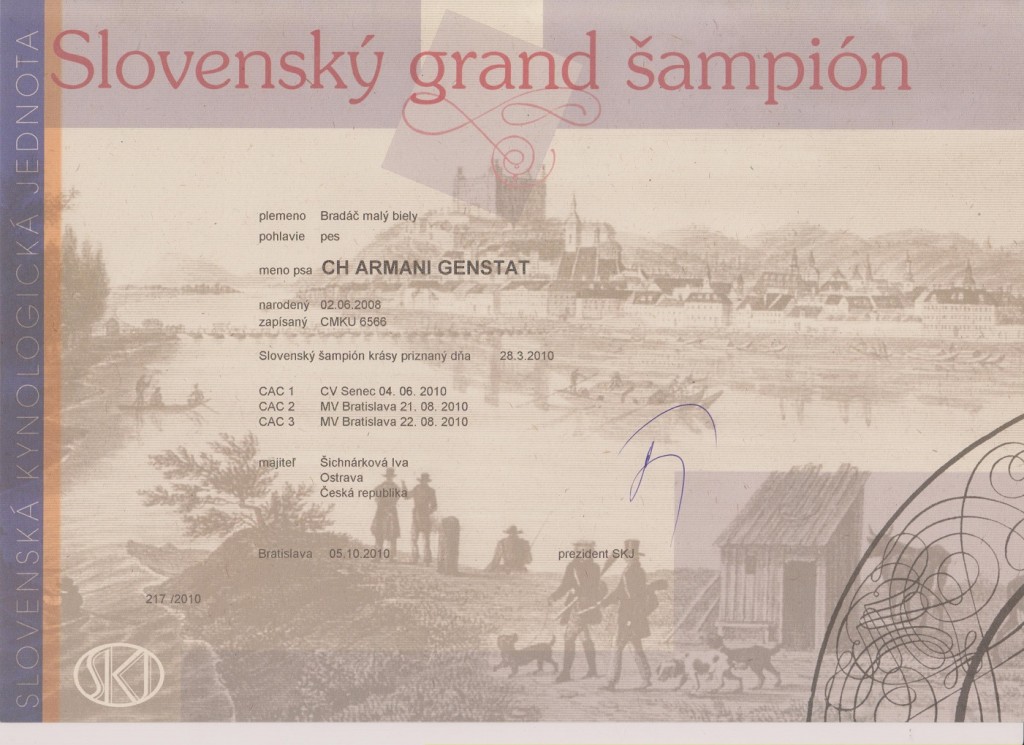 Slovenský grand šampión
SLOVENSKÁ KYNOLOGICKÁ JEDNOTA
plemeno Bradáč malý biely
pohlavie pes
meno psa CH ARMANI GENSTAT
narodený 02.06.2008
zapísaný CMKU 6566
Slovenský šampión krásy priznaný dňa 28.3.2010
CAC 1 CV Senec 04. 06. 2010
CAC 2 MV Bratislava 21. 08. 2010
CAC 3 MV Bratislava 22. 08. 2010
majiteľ Šichnárková Iva
Ostrava
Česká republika
Bratislava 05.10.2010
prezident SKJ
217 /2010
SKJ